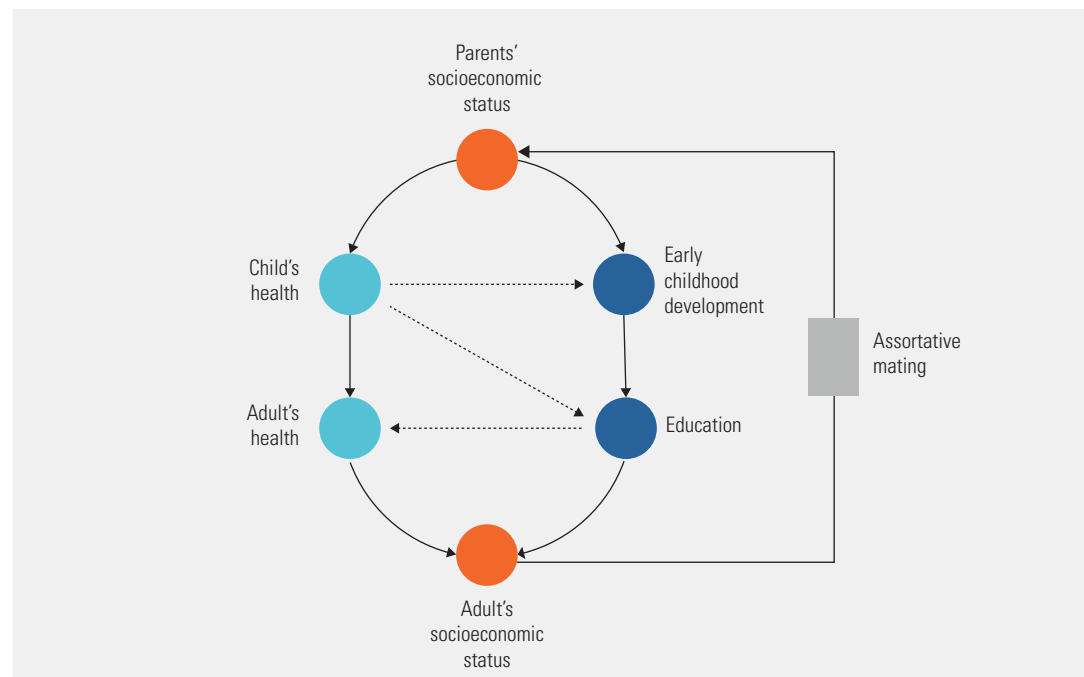 Parents'
socioeconomic
status
Child's
health
Early
childhood
development
Assortative
mating
Adult's
health
Education
Adult's
socioeconomic
status